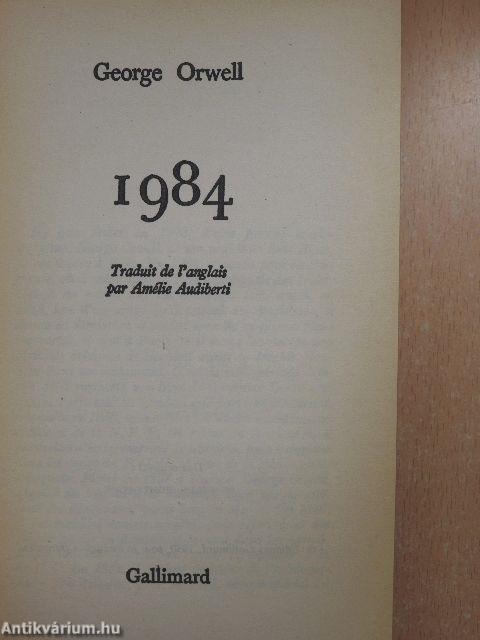 George Orwell
1984
Traduit de l'anglais
par Amélie Audiberti
Gallimard
Antikvárium.hu